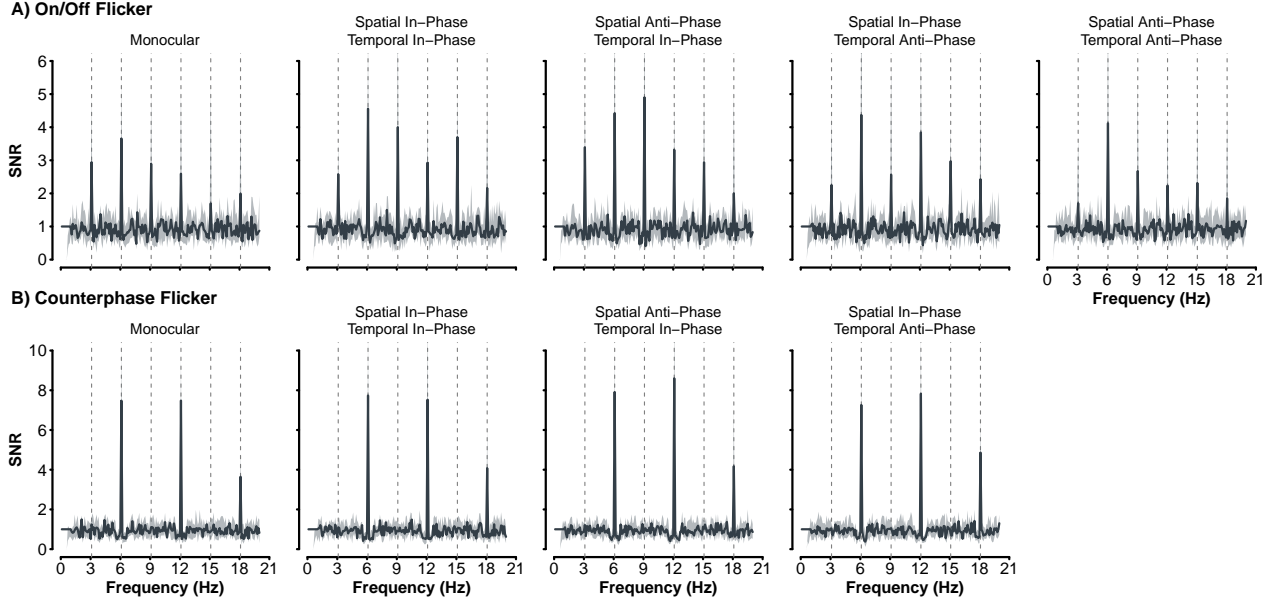 A) On/Off Flicker
Monocular
Spatial In−Phase
Temporal In−Phase
Spatial Anti−Phase
Temporal In−Phase
Spatial In−Phase
Temporal Anti−Phase
Spatial Anti−Phase
Temporal Anti−Phase
SNR
6
5
4
3
2
1
0
0 3 6 9 12 15 18 21
Frequency (Hz)
B) Counterphase Flicker
Monocular
Spatial In−Phase
Temporal In−Phase
Spatial Anti−Phase
Temporal In−Phase
Spatial In−Phase
Temporal Anti−Phase
SNR
10
8
6
4
2
0
0 3 6 9 12 15 18 21
Frequency (Hz)
0 3 6 9 12 15 18 21
Frequency (Hz)
0 3 6 9 12 15 18 21
Frequency (Hz)
0 3 6 9 12 15 18 21
Frequency (Hz)